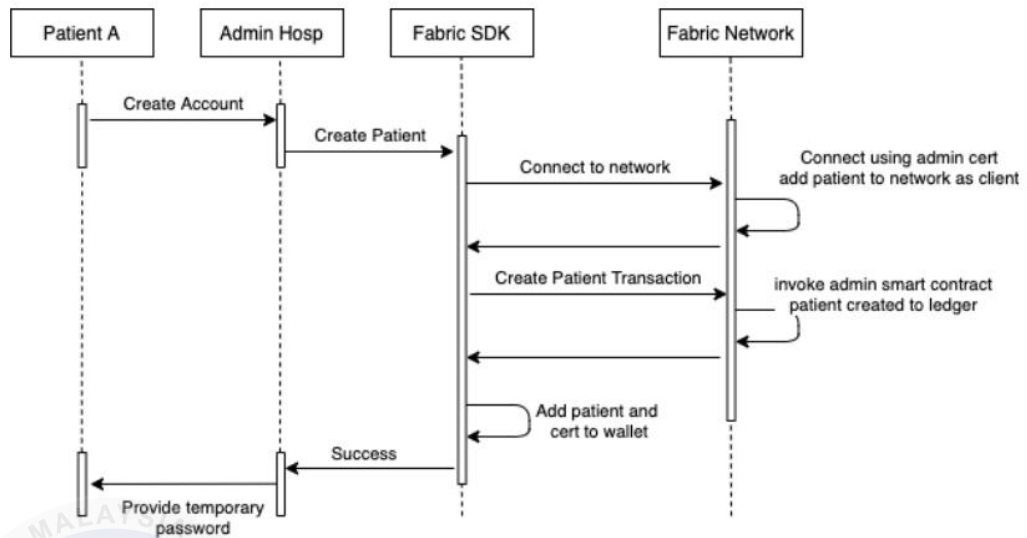 Patient A
Admin Hosp
Fabric SDK
Fabric Network
Create Account
Create Patient
Connect to network
Connect using admin cert
add patient to network as client
Create Patient Transaction
invoke admin smart contract
patient created to ledger
Add patient and
cert to wallet
Success
Provide temporary
password
MALAYSIA